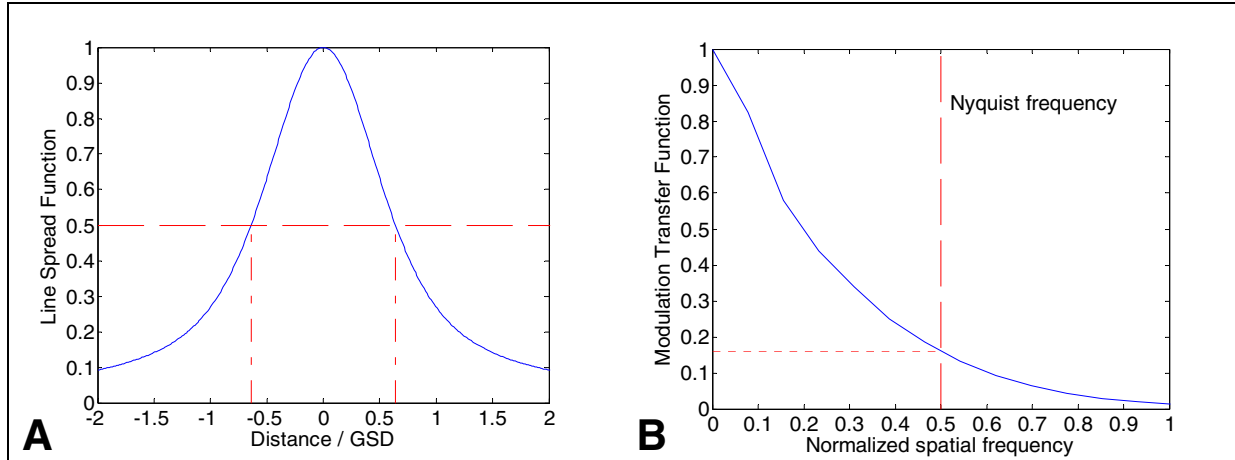 1
0.9
0.8
0.7
0.6
0.5
0.4
0.3
0.2
0.1
0
Line Spread Function
-2 -1.5 -1 -0.5 0 0.5 1 1.5 2
Distance / GSD
A
1
0.9
0.8
0.7
0.6
0.5
0.4
0.3
0.2
0.1
0
Modulation Transfer Function
Nyquist frequency
0 0.1 0.2 0.3 0.4 0.5 0.6 0.7 0.8 0.9 1
Normalized spatial frequency
B